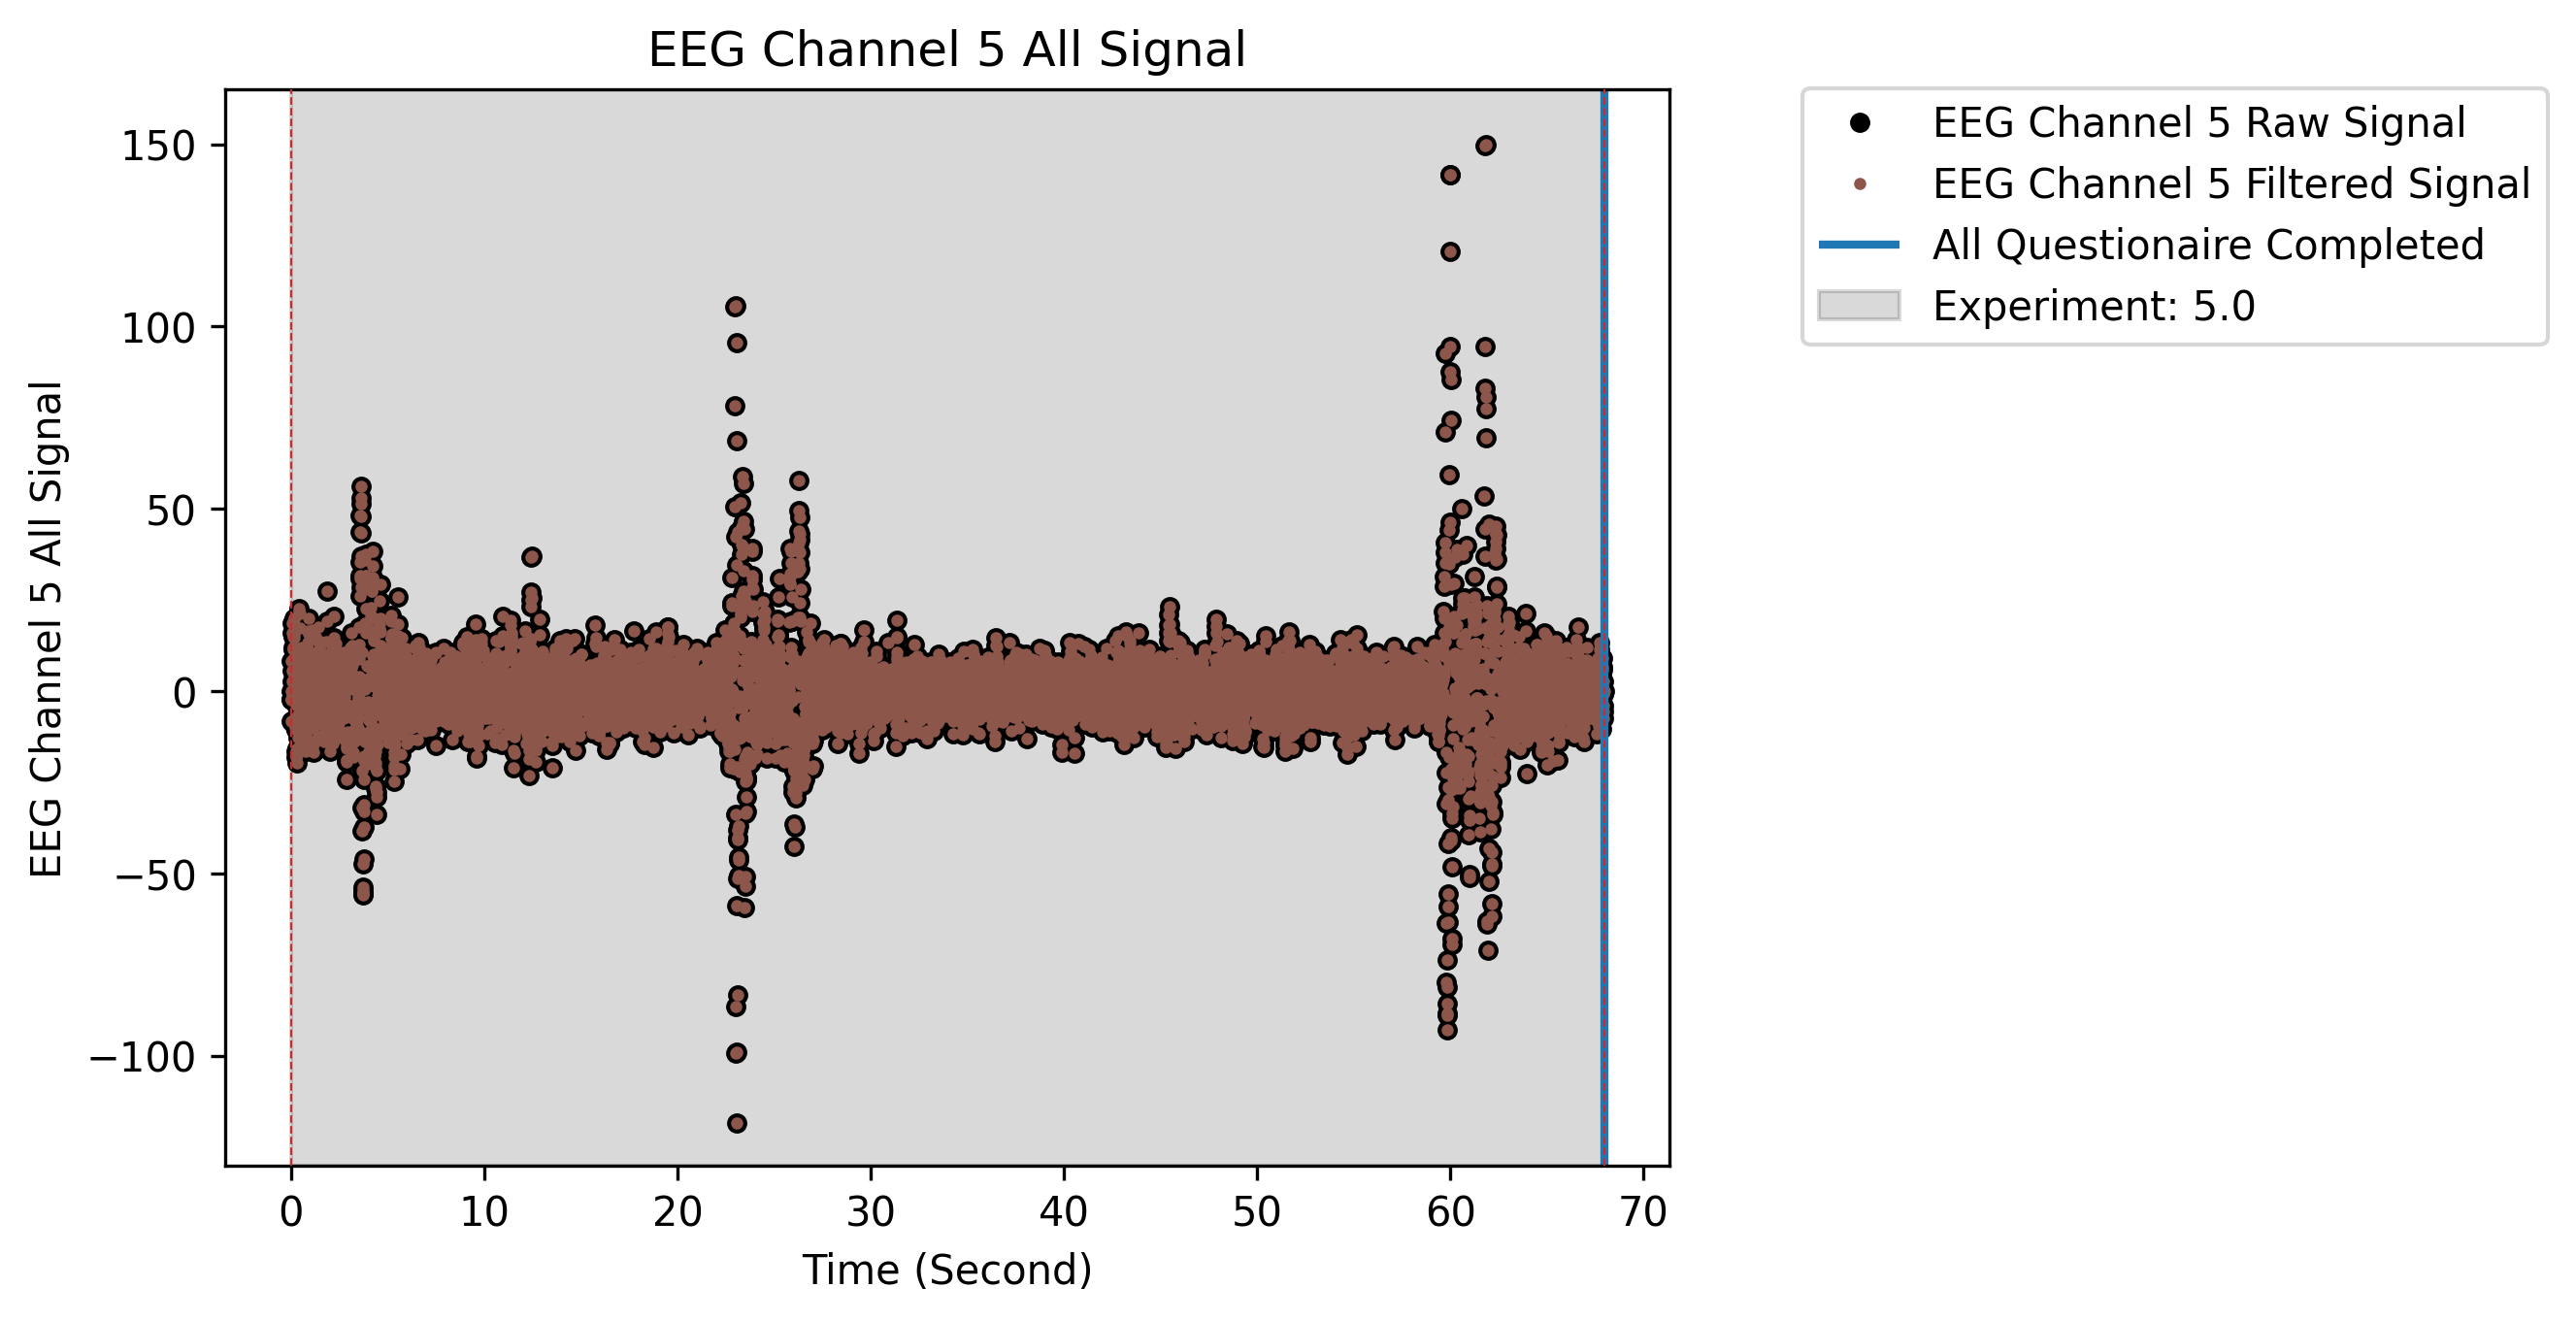 EEG Channel 5 All Signal
EEG Channel 5 Raw Signal
EEG Channel 5 Filtered Signal
All Questionaire Completed
Experiment: 5.0
EEG Channel 5 All Signal
150
100
50
0
−50
−100
0 10 20 30 40 50 60 70
Time (Second)